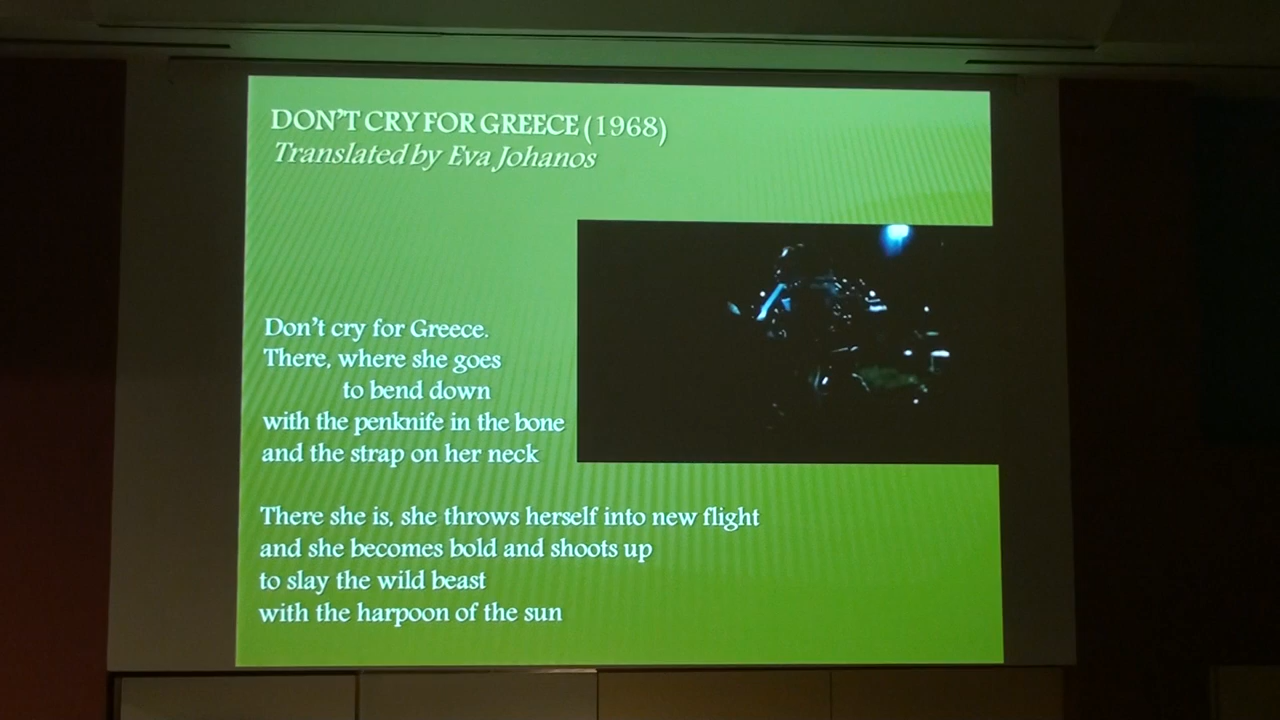 DON'T CRY FOR GREECE (1968)
Translated by Eva Johanos
Don't cry for Greece.
There, where she goes
to bend down
with the penknife in the bone
and the strap on her neck
There she is, she throws herself into new flight
and she becomes bold and shoots up
to slay the wild beast
with the harpoon of the sun